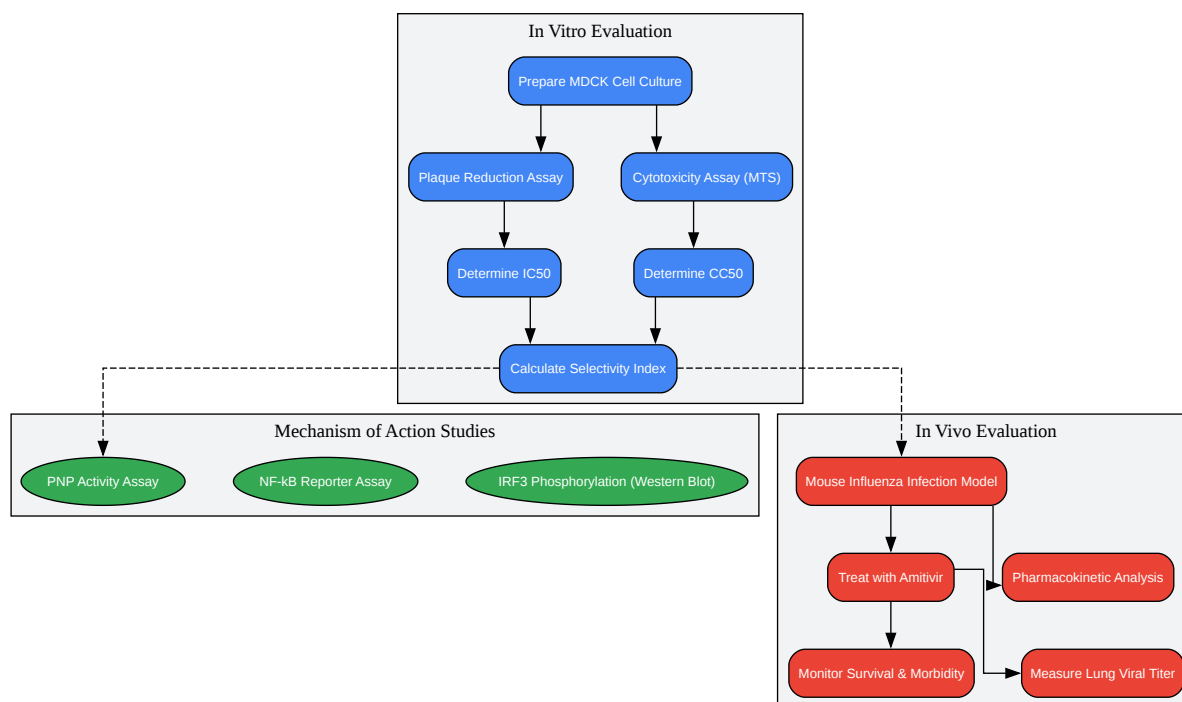 In Vitro Evaluation
Prepare MDCK Cell Culture
Plaque Reduction Assay
Cytotoxicity Assay (MTS)
Determine IC50
Determine CC50
Calculate Selectivity Index
Mechanism of Action Studies
PNP Activity Assay
NF-kB Reporter Assay
IRF3 Phosphorylation (Western Blot)
In Vivo Evaluation
Mouse Influenza Infection Model
Treat with Amitivir
Pharmacokinetic Analysis
Monitor Survival & Morbidity
Measure Lung Viral Titer